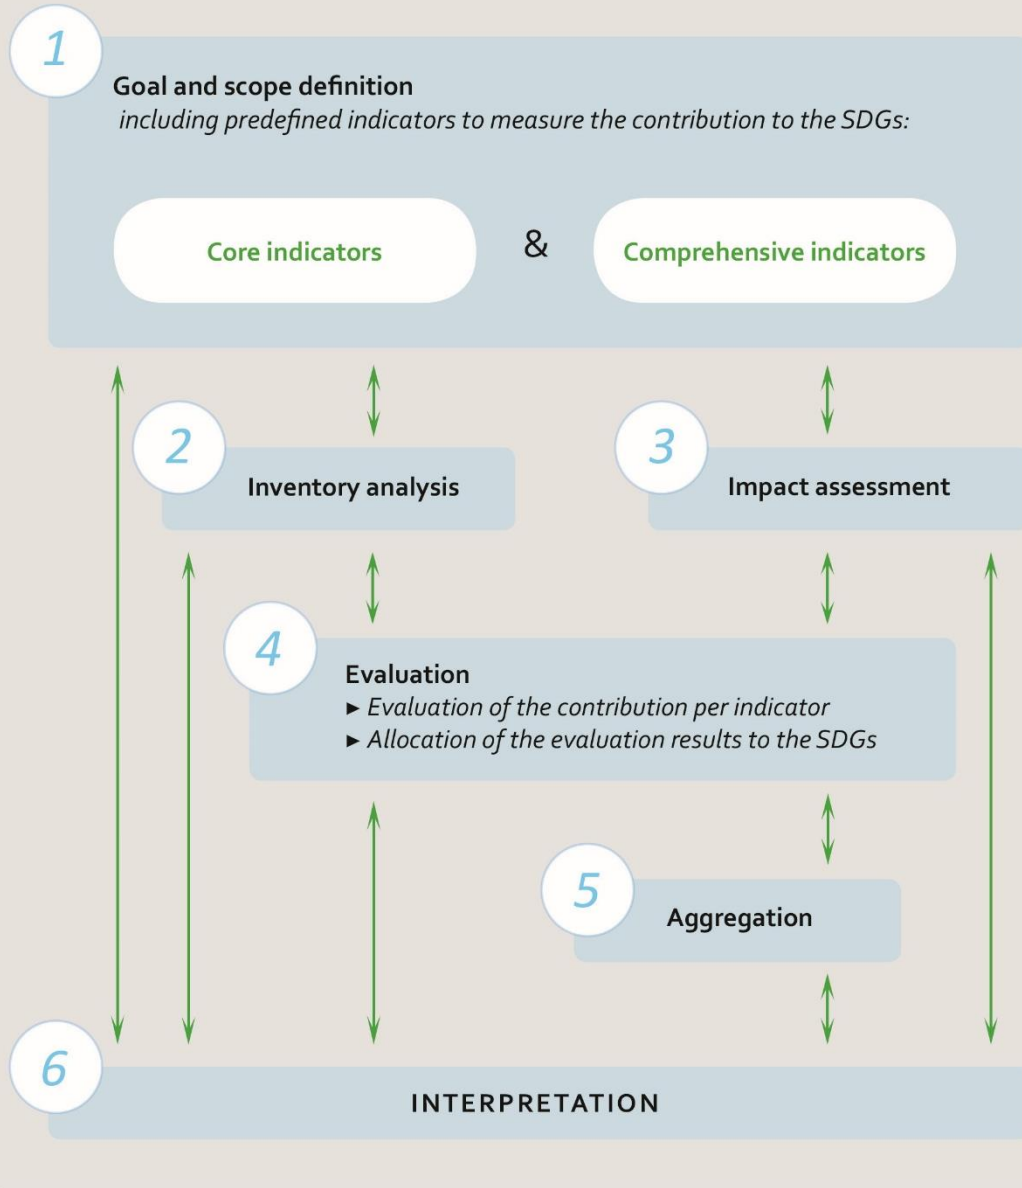 1
Goal and scope definition
including predefined indicators to measure the contribution to the SDGs:
Core indicators
&
Comprehensive indicators
2
Inventory analysis
3
Impact assessment
4
Evaluation
► Evaluation of the contribution per indicator
► Allocation of the evaluation results to the SDGs
5
Aggregation
6
INTERPRETATION